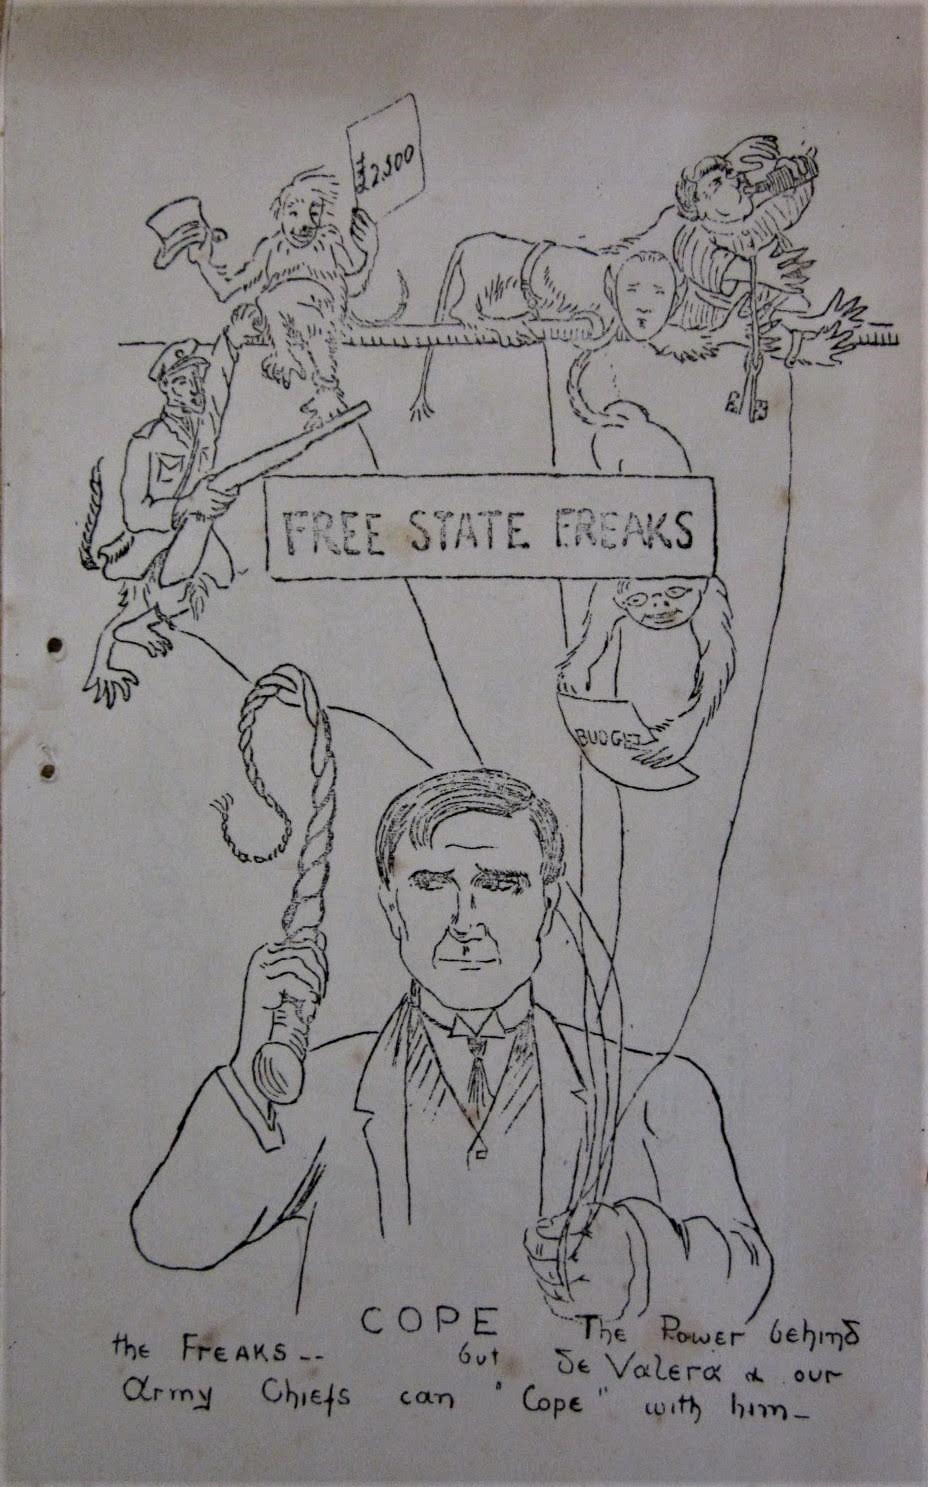 £2,500
FREE STATE FREAKS
BUDGET
COPE The Power behind
the FREAKS -- but de Valera & our
Army Chiefs can "Cope" with him -